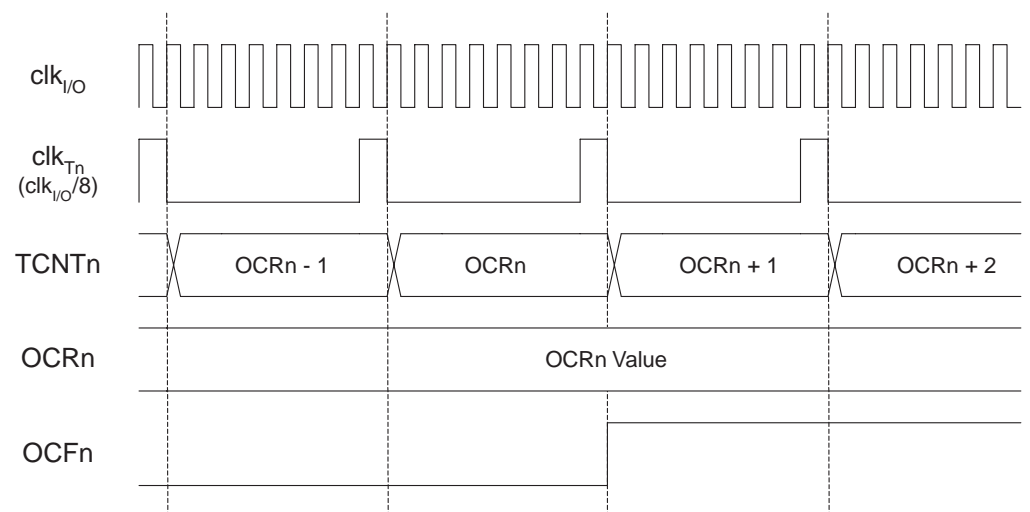 clkI/O
clkTn
(clkI/O/8)
TCNTn
OCRn - 1
OCRn
OCRn + 1
OCRn + 2
OCRn
OCRn Value
OCFn